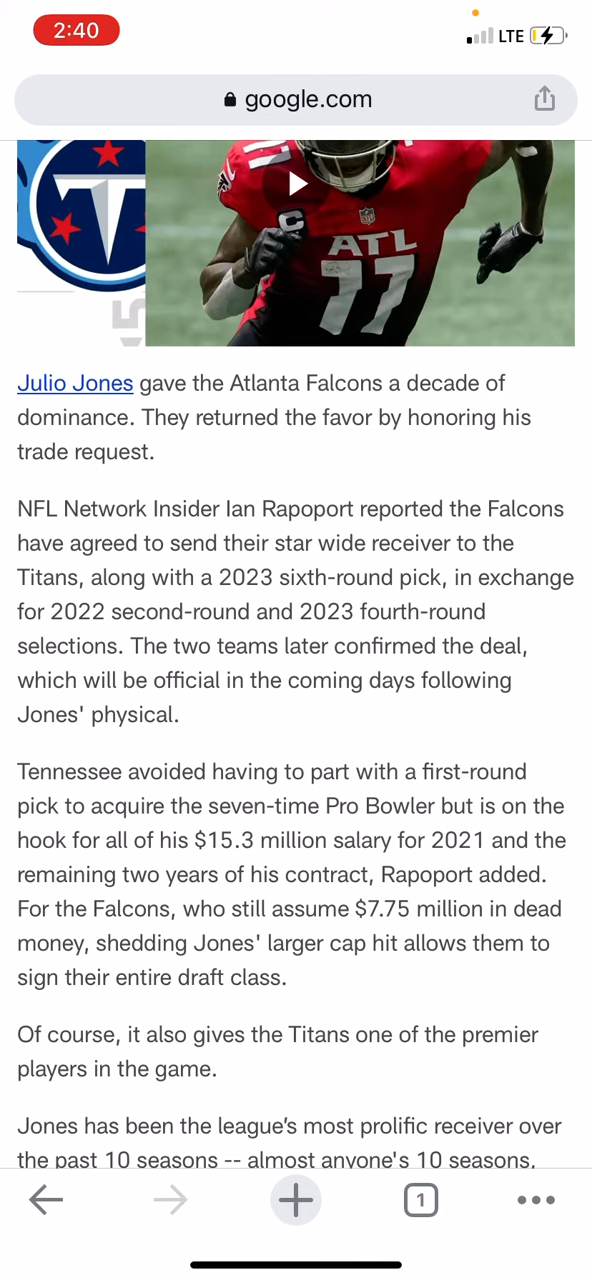 2:40
LTE
google.com
T
C
ATL
11
Julio Jones gave the Atlanta Falcons a decade of
dominance. They returned the favor by honoring his
trade request.
NFL Network Insider Ian Rapoport reported the Falcons
have agreed to send their star wide receiver to the
Titans, along with a 2023 sixth-round pick, in exchange
for 2022 second-round and 2023 fourth-round
selections. The two teams later confirmed the deal,
which will be official in the coming days following
Jones' physical.
Tennessee avoided having to part with a first-round
pick to acquire the seven-time Pro Bowler but is on the
hook for all of his $15.3 million salary for 2021 and the
remaining two years of his contract, Rapoport added.
For the Falcons, who still assume $7.75 million in dead
money, shedding Jones' larger cap hit allows them to
sign their entire draft class.
Of course, it also gives the Titans one of the premier
players in the game.
Jones has been the league’s most prolific receiver over
the past 10 seasons -- almost anyone's 10 seasons,
1